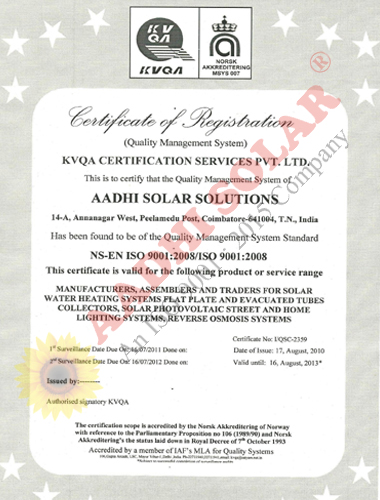 KVQA
KVQA
NORSK
AKKREDITERING
MSYS 007
Certificate of Registration
(Quality Management System)
KVQA CERTIFICATION SERVICES PVT. LTD.
This is to certify that the Quality Management System of
AADHI SOLAR SOLUTIONS
14-A, Annanagar West, Peelamedu Post, Coimbatore-641004, T.N., India
Has been found to be of the Quality Management System Standard
NS-EN ISO 9001:2008/ISO 9001:2008
This certificate is valid for the following product or service range
MANUFACTURERS, ASSEMBLERS AND TRADERS FOR SOLAR
WATER HEATING SYSTEMS FLAT PLATE AND EVACUATED TUBES
COLLECTORS, SOLAR PHOTOVOLTAIC STREET AND HOME
LIGHTING SYSTEMS, REVERSE OSMOSIS SYSTEMS
Certificate No: I/QSC-2359
1st Surveillance Date Due On: 16/07/2011 Done on:
Date of Issue: 17, August, 2010
2nd Surveillance Date Due On: 16/07/2012 Done on:
Valid until: 16, August, 2013*
Issued by:
Authorised signatory KVQA
The certification scope is accredited by the Norsk Akkreditering of Norway
with reference to the Parliamentary Proposition no 106 (1989/90) and Norsk
Akkreditering's the status laid down in Royal Decree of 7th October 1993
Accredited by a member of IAF's MLA for Quality Systems
AADHI SOLAR
An ISO 9001 : 2015 Company